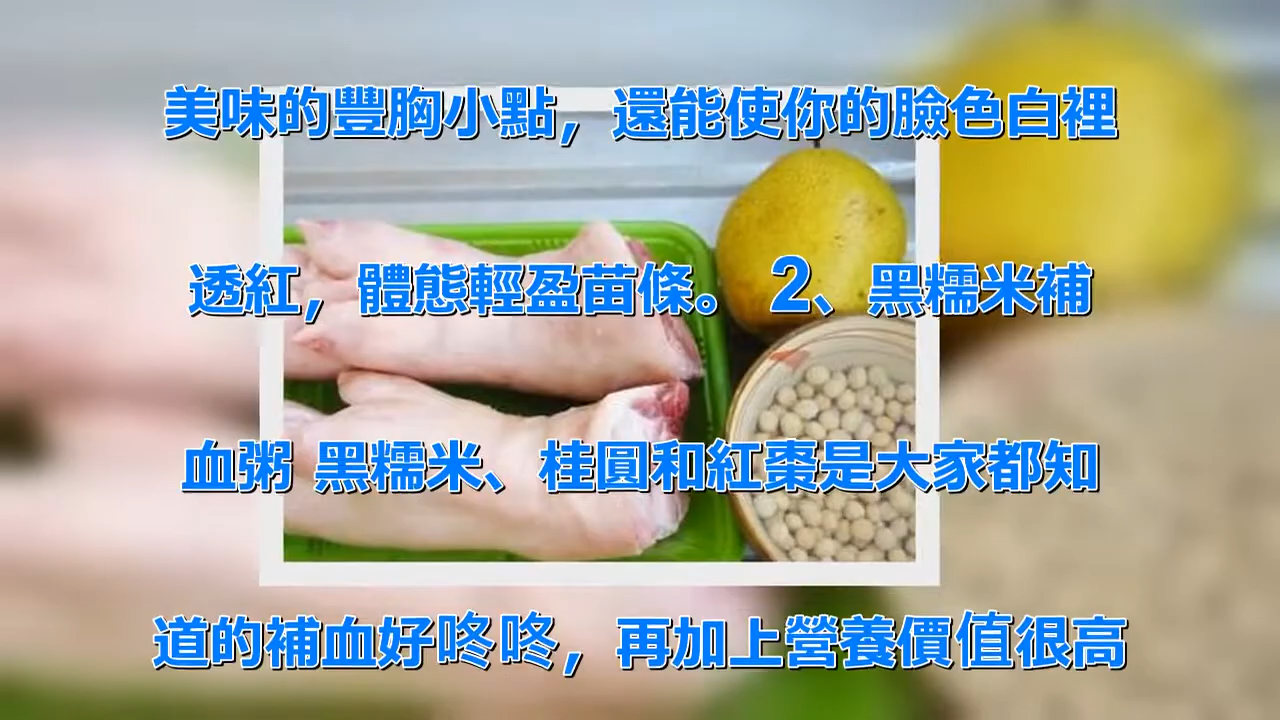 美味的豐胸小點，還能使你的臉色白裡
透紅，體態輕盈苗條。 2、黑糯米補
血粥 黑糯米、桂圓和紅棗是大家都知
道的補血好咚咚，再加上營養價值很高